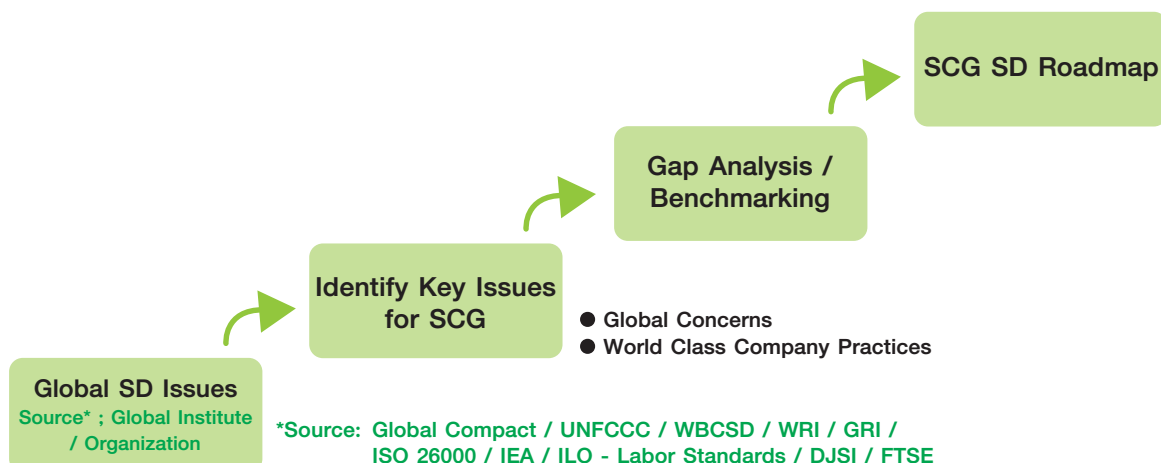 SCG SD Roadmap
Gap Analysis /
Benchmarking
Identify Key Issues
for SCG
● Global Concerns
● World Class Company Practices
Global SD Issues
Source* ; Global Institute
/ Organization
*Source: Global Compact / UNFCCC / WBCSD / WRI / GRI /
ISO 26000 / IEA / ILO - Labor Standards / DJSI / FTSE